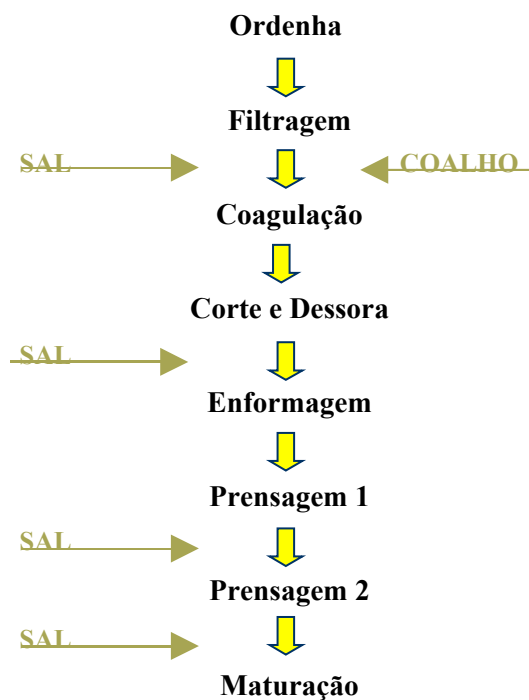 Ordenha
Filtragem
SAL COALHO
Coagulação
Corte e Dessora
SAL
Enformagem
Prensagem 1
SAL
Prensagem 2
SAL
Maturação